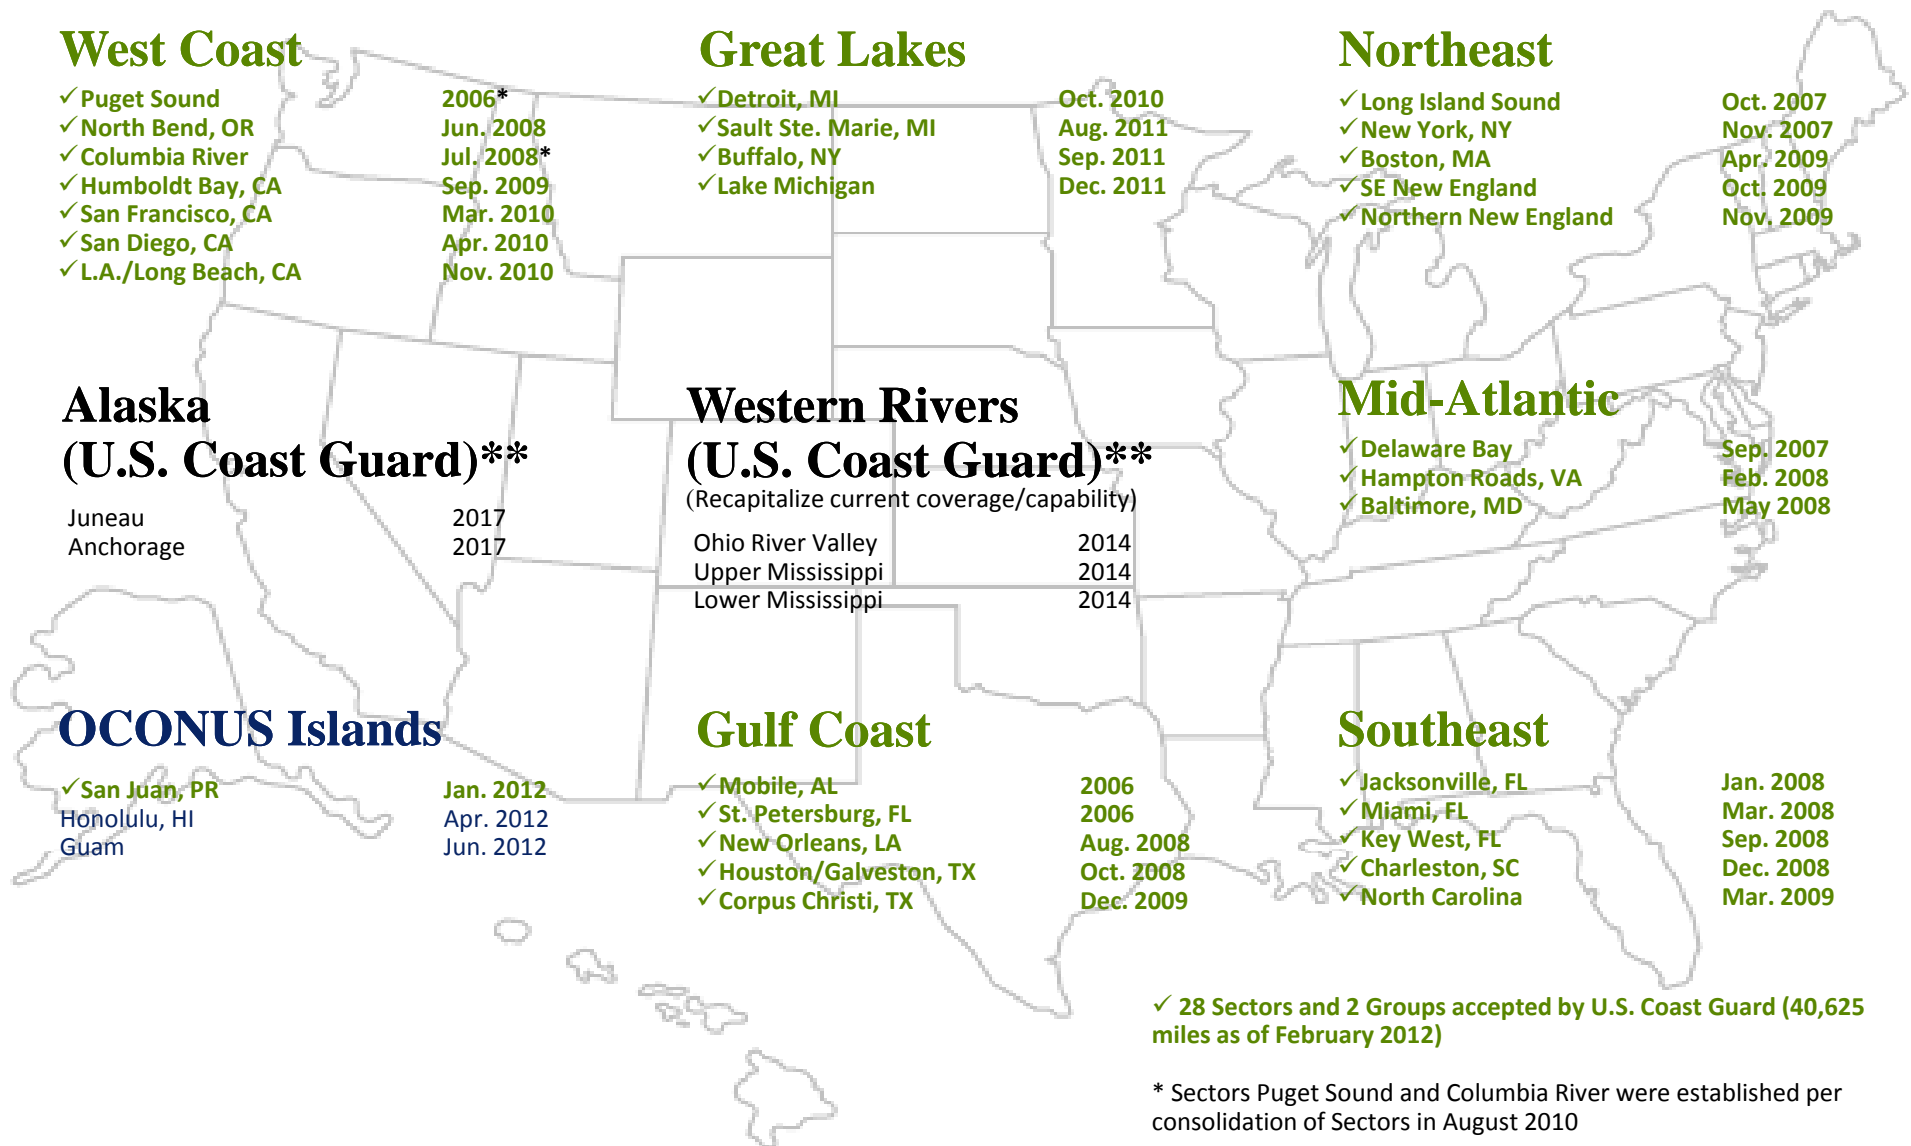 West Coast
✓Puget Sound 2006*
✓North Bend, OR Jun. 2008
✓Columbia River Jul. 2008*
✓Humboldt Bay, CA Sep. 2009
✓San Francisco, CA Mar. 2010
✓San Diego, CA Apr. 2010
✓L.A./Long Beach, CA Nov. 2010
Great Lakes
✓Detroit, MI Oct. 2010
✓Sault Ste. Marie, MI Aug. 2011
✓Buffalo, NY Sep. 2011
✓Lake Michigan Dec. 2011
Northeast
✓Long Island Sound Oct. 2007
✓New York, NY Nov. 2007
✓Boston, MA Apr. 2009
✓SE New England Oct. 2009
✓Northern New England Nov. 2009
Alaska
(U.S. Coast Guard)**
Juneau 2017
Anchorage 2017
Western Rivers
(U.S. Coast Guard)**
(Recapitalize current coverage/capability)
Ohio River Valley 2014
Upper Mississippi 2014
Lower Mississippi 2014
Mid-Atlantic
✓Delaware Bay Sep. 2007
✓Hampton Roads, VA Feb. 2008
✓Baltimore, MD May 2008
OCONUS Islands
✓San Juan, PR Jan. 2012
Honolulu, HI Apr. 2012
Guam Jun. 2012
Gulf Coast
✓Mobile, AL 2006
✓St. Petersburg, FL 2006
✓New Orleans, LA Aug. 2008
✓Houston/Galveston, TX Oct. 2008
✓Corpus Christi, TX Dec. 2009
Southeast
✓Jacksonville, FL Jan. 2008
✓Miami, FL Mar. 2008
✓Key West, FL Sep. 2008
✓Charleston, SC Dec. 2008
✓North Carolina Mar. 2009
✓ 28 Sectors and 2 Groups accepted by U.S. Coast Guard (40,625
miles as of February 2012)
* Sectors Puget Sound and Columbia River were established per
consolidation of Sectors in August 2010